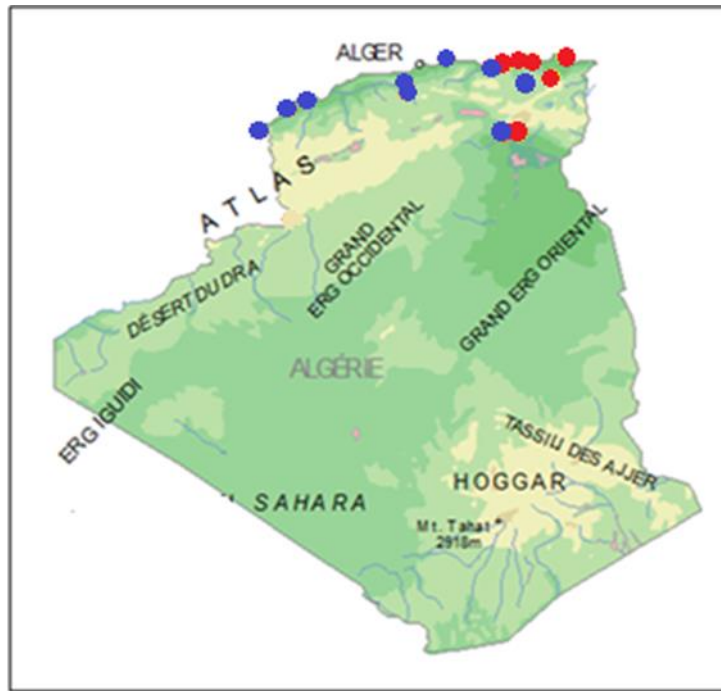 ALGER
ATLAS
GRAND
ERG OCCIDENTAL
DÉSERT DU DRA
GRAND ERG ORIENTAL
ALGÉRIE
ERG IGUIDI
TASSILI DES AJJER
HOGGAR
SAHARA
Mt. Tahat
2918m